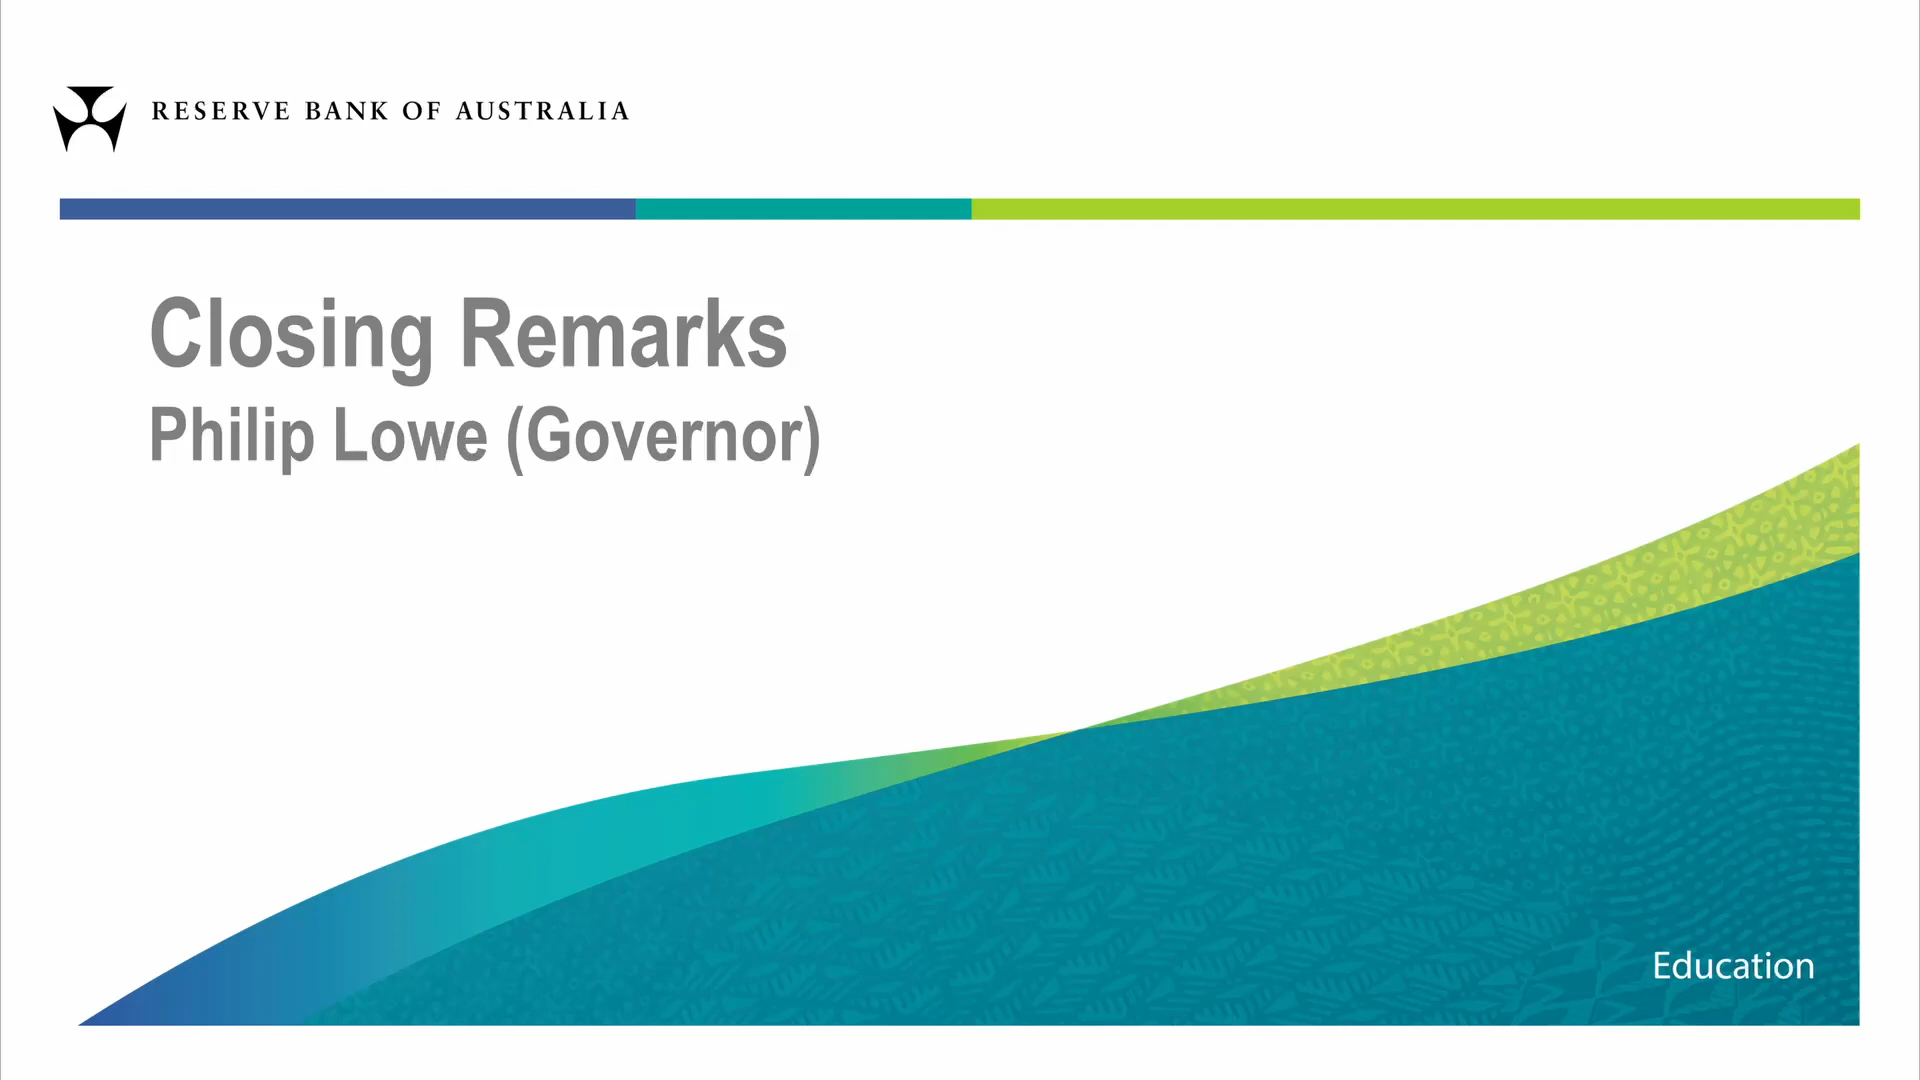 RESERVE BANK OF AUSTRALIA
Closing Remarks
Philip Lowe (Governor)
Education